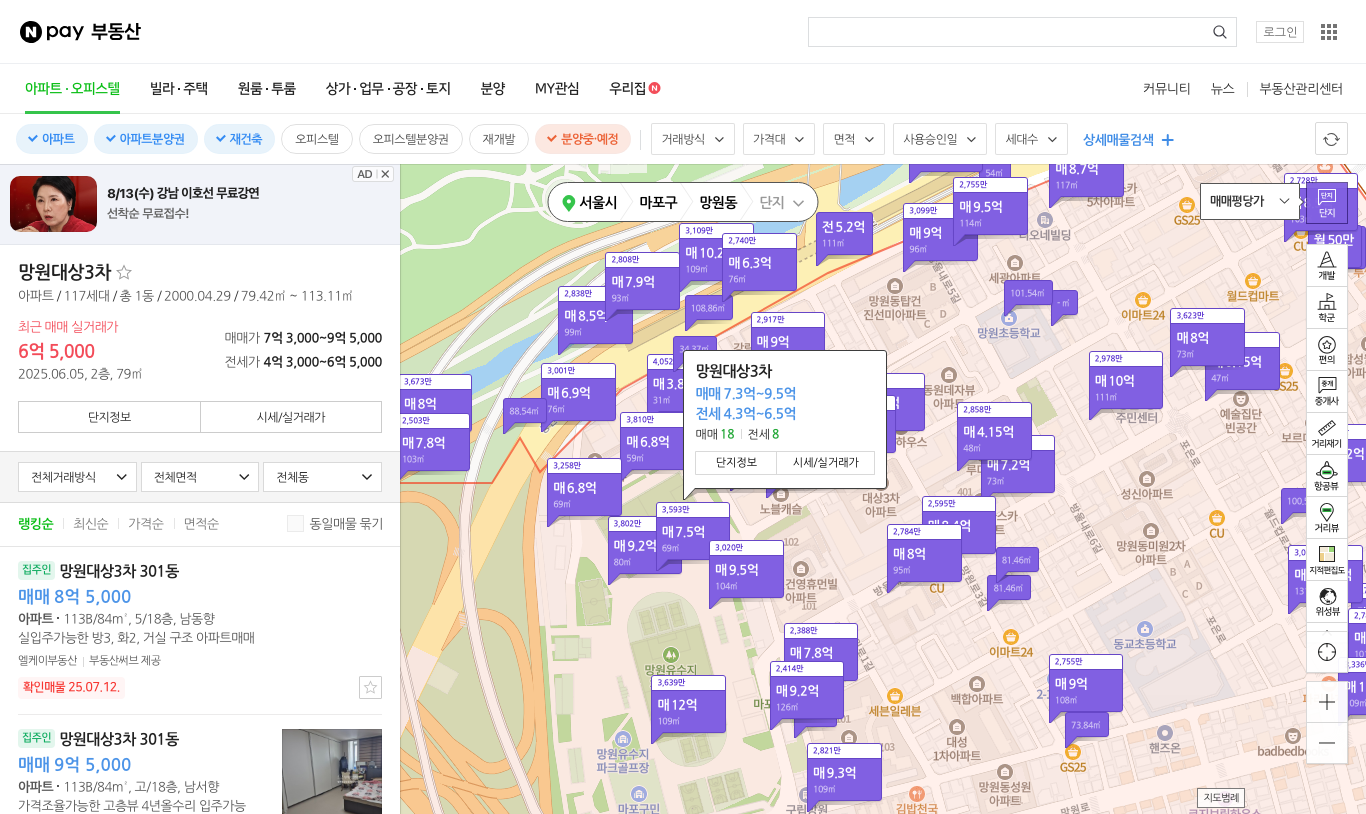 N pay 부동산
로그인
아파트·오피스텔 빌라·주택 원룸·투룸 상가·업무·공장·토지 분양 MY관심 우리집 N
커뮤니티 뉴스 부동산관리센터
아파트 아파트분양권 재건축 오피스텔 오피스텔분양권 재개발 분양중·예정
거래방식 가격대 면적 사용승인일 세대수 상세매물검색
AD
8/13(수) 강남 이호선 무료강연
선착순 무료접수!
망원대상3차
아파트 / 117세대 / 총 1동 / 2000.04.29 / 79.42㎡ ~ 113.11㎡
최근 매매 실거래가
6억 5,000
2025.06.05, 2층, 79㎡
매매가 7억 3,000~9억 5,000
전세가 4억 3,000~6억 5,000
단지정보 시세/실거래가
전체거래방식 전체면적 전체동
랭킹순 최신순 가격순 면적순 동일매물 묶기
집주인 망원대상3차 301동
매매 8억 5,000
아파트 · 113B/84㎡, 5/18층, 남동향
실입주가능한 방3, 화2, 거실 구조 아파트매매
엘케이부동산 부동산써브 제공
확인매물 25.07.12.
집주인 망원대상3차 301동
매매 9억 5,000
아파트 · 113B/84㎡, 고/18층, 남서향
가격조율가능한 고층뷰 4년올수리 입주가능
서울시 마포구 망원동 단지
매매평당가
단지
단지
개발
학군
편의
중개
중개사
거리재기
항공뷰
거리뷰
지적편집도
위성뷰
지도범례
망원대상3차
매매 7.3억~9.5억
전세 4.3억~6.5억
매매 18 전세 8
단지정보 시세/실거래가
54㎡
매8.7억
117㎡
2,755만
매9.5억
114㎡
3,099만
매9억
96㎡
전5.2억
111㎡
3,109만
매10.2
109㎡
2,740만
매6.3억
76㎡
2,808만
매7.9억
93㎡
2,838만
매8.5억
99㎡
108.86㎡
2,917만
매9억
34.37㎡
4,052
매3.8
31㎡
3,001만
매6.9억
76㎡
88.54㎡
3,673만
매8억
2,503만
매7.8억
103㎡
3,810만
매6.8억
59㎡
3,258만
매6.8억
69㎡
3,802만
매9.2억
80㎡
3,593만
매7.5억
69㎡
3,020만
매9.5억
104㎡
2,388만
매7.8억
2,414만
매9.2억
126㎡
3,639만
매12억
109㎡
2,821만
매9.3억
109㎡
2,755만
매9억
108㎡
73.84㎡
2,595만
2,784만
매8억
95㎡
81.46㎡
81.46㎡
2,858만
매4.15억
48㎡
매7.2억
73㎡
2,978만
매10억
111㎡
3,623만
매8억
73㎡
47㎡
101.54㎡
- ㎡
2,728만
월50만
GS25
월드컵마트
이마트24
세광아파트
망원동탑건
진선미아파트
망원초등학교
주민센터
예술집단
빈공간
대상3차
아파트
노블캐슬
성신아파트
망원동미원2차
아파트
CU
CU
건영휴먼빌
아파트
이마트24
동교초등학교
백합아파트
세븐일레븐
대성
1차아파트
핸즈온
GS25
망원동성원
아파트
김밥천국
망원유수지
망원유수지
파크골프장
마포구민
badbedbo
망원로